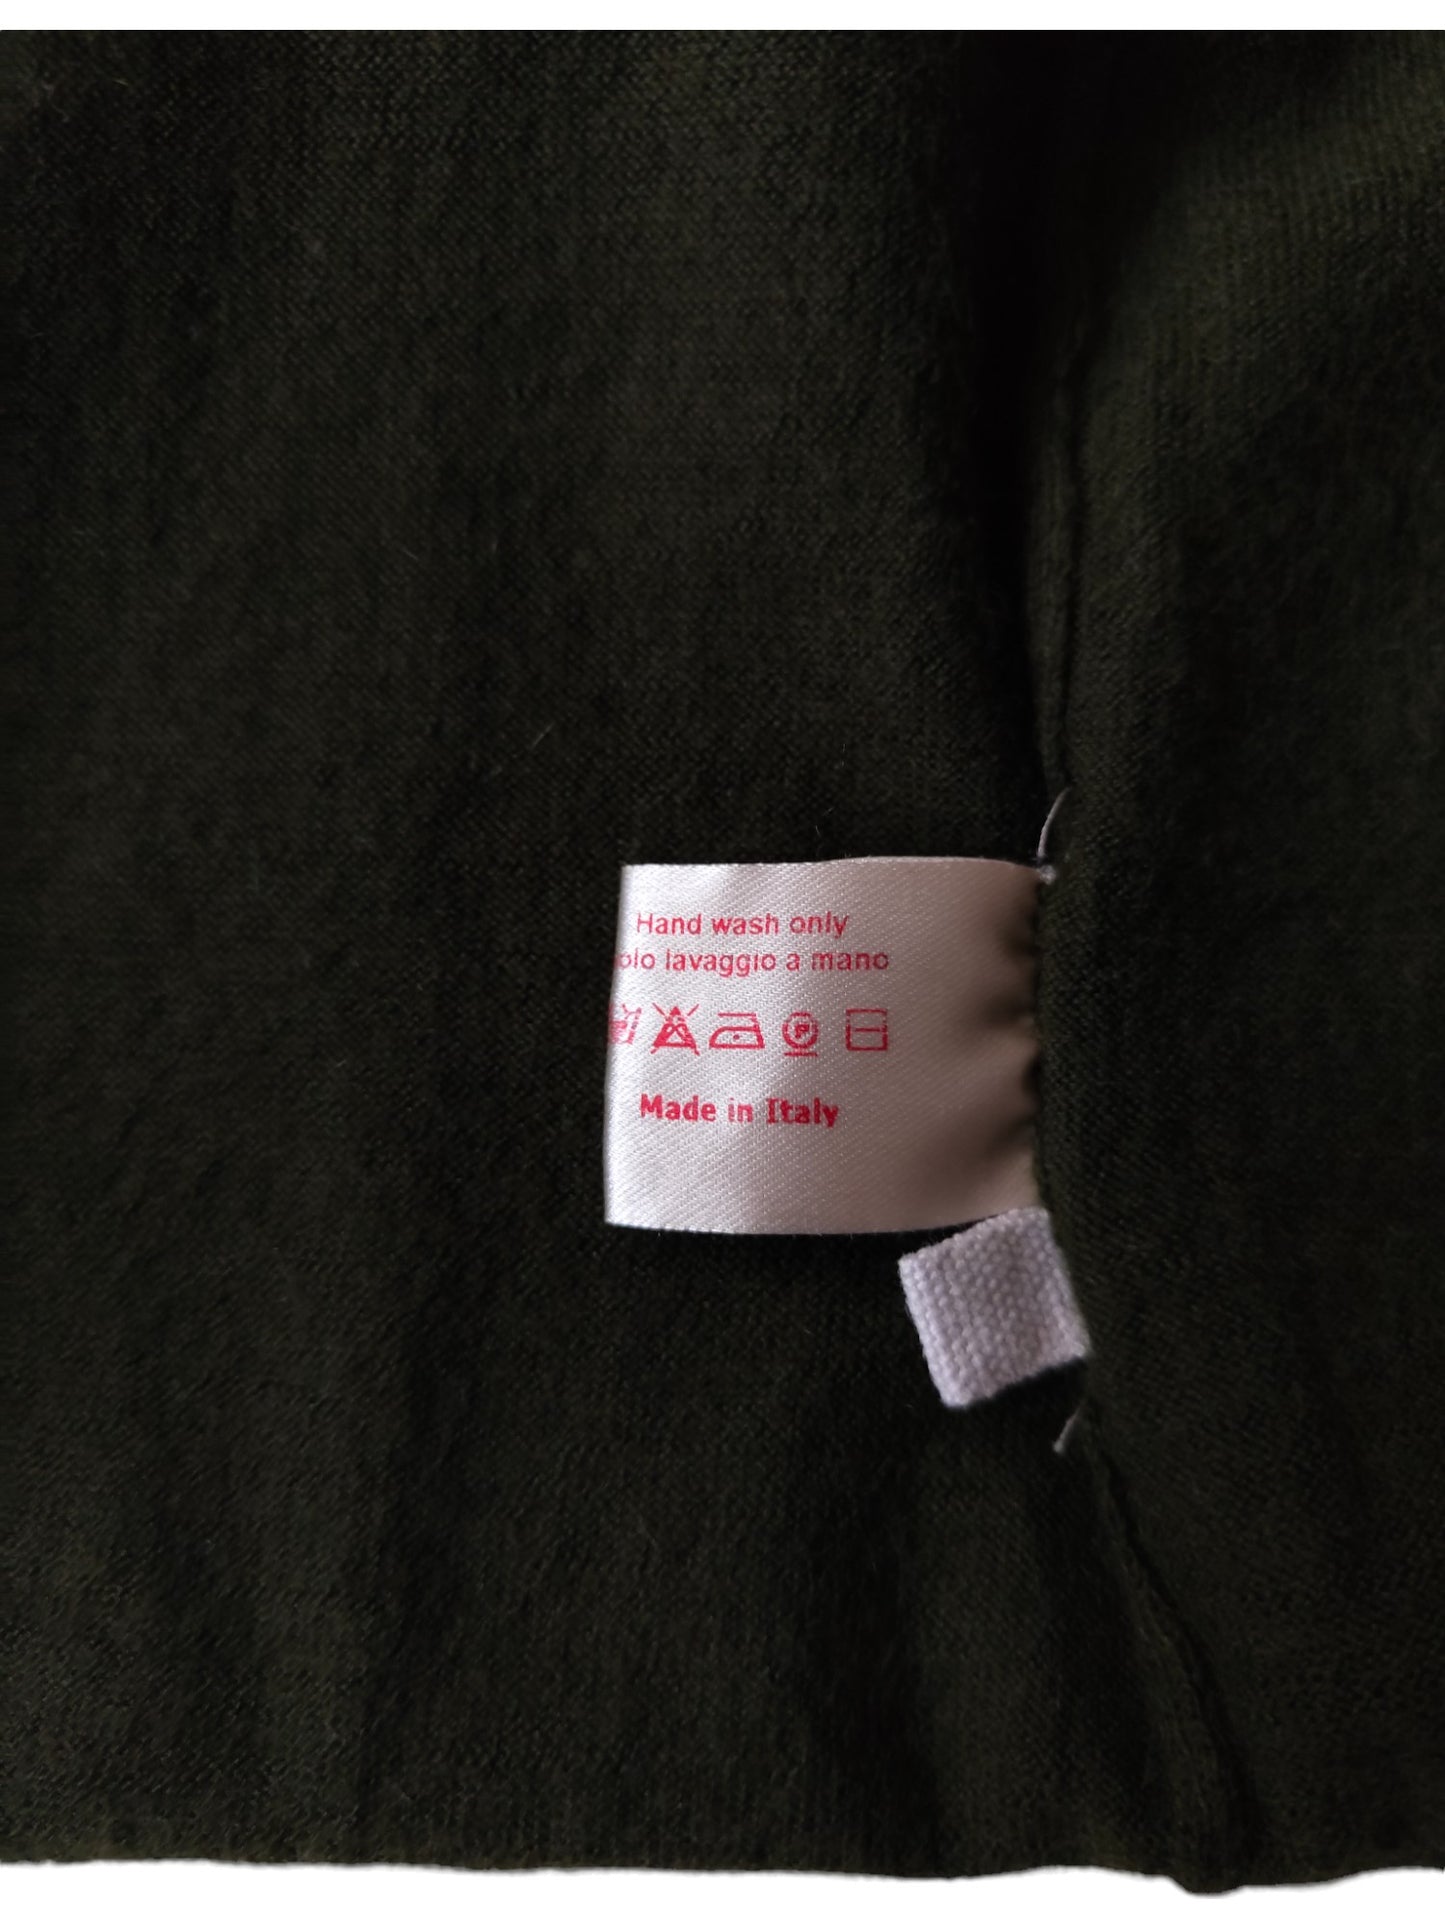 Hand wash only
olo lavaggio a mano
P
Made in Italy